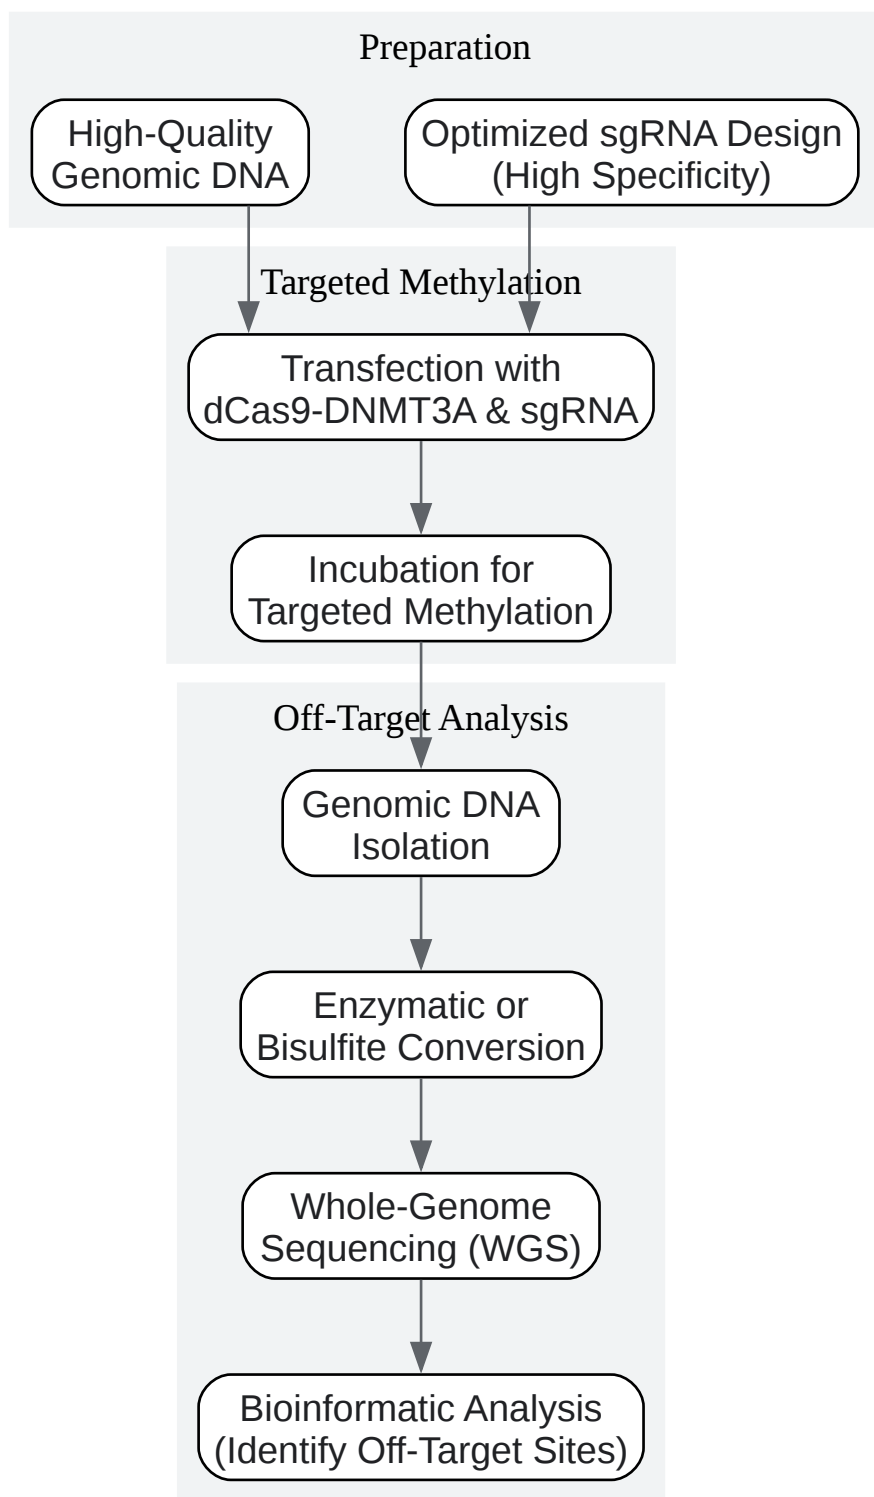 Preparation
High-Quality
Genomic DNA
Optimized sgRNA Design
(High Specificity)
Targeted Methylation
Transfection with
dCas9-DNMT3A & sgRNA
Incubation for
Targeted Methylation
Off-Target Analysis
Genomic DNA
Isolation
Enzymatic or
Bisulfite Conversion
Whole-Genome
Sequencing (WGS)
Bioinformatic Analysis
(Identify Off-Target Sites)